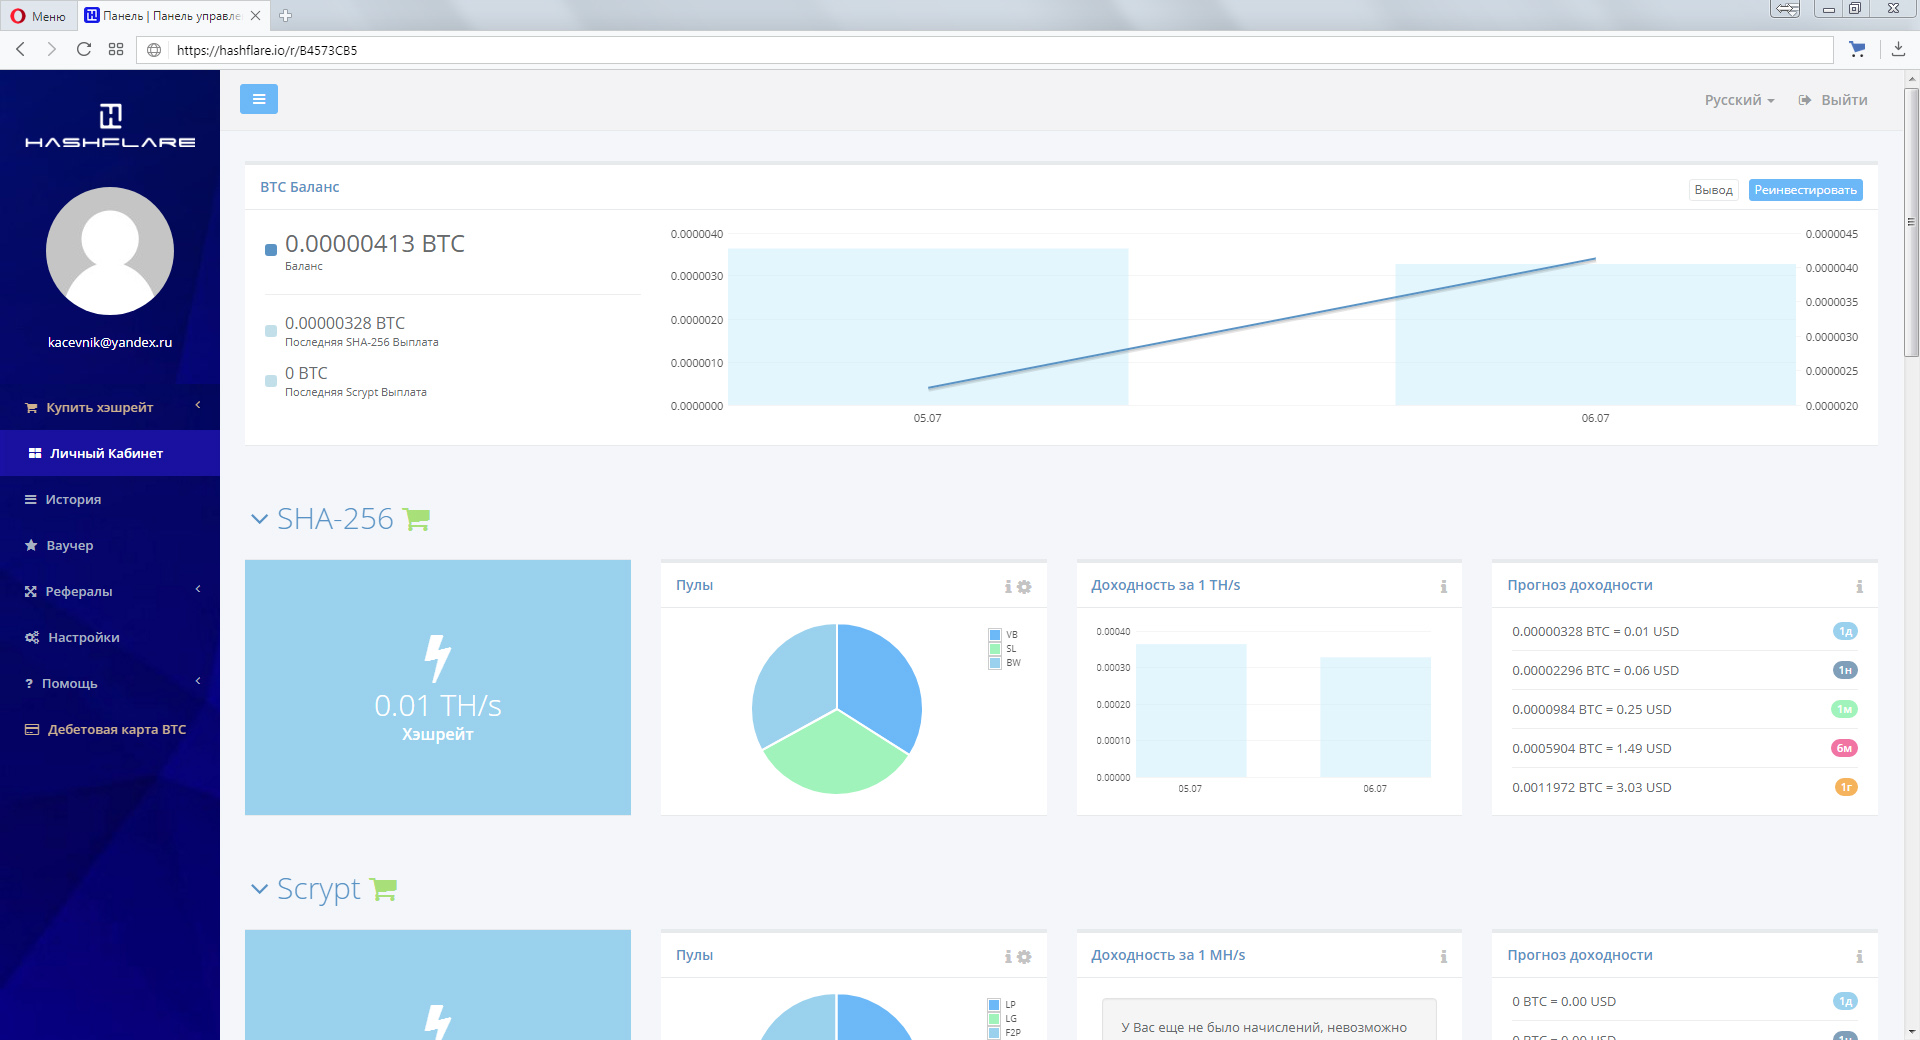 Меню
Панель | Панель управле
https://hashflare.io/r/B4573CB5
HASHFLARE
kacevnik@yandex.ru
Купить хэшрейт
Личный Кабинет
История
Ваучер
Рефералы
Настройки
Помощь
Дебетовая карта BTC
Русский
Выйти
BTC Баланс
Вывод
Реинвестировать
0.00000413 BTC
Баланс
0.00000328 BTC
Последняя SHA-256 Выплата
0 BTC
Последняя Scrypt Выплата
0.0000040
0.0000030
0.0000020
0.0000010
0.0000000
0.0000045
0.0000040
0.0000035
0.0000030
0.0000025
0.0000020
05.07
06.07
SHA-256
0.01 TH/s
Хэшрейт
Пулы
VB
SL
BW
Доходность за 1 TH/s
0.00040
0.00030
0.00020
0.00010
0.00000
05.07
06.07
Прогноз доходности
0.00000328 BTC = 0.01 USD 1д
0.00002296 BTC = 0.06 USD 1н
0.0000984 BTC = 0.25 USD 1м
0.0005904 BTC = 1.49 USD 6м
0.0011972 BTC = 3.03 USD 1г
Scrypt
Пулы
LP
LG
F2P
Доходность за 1 MH/s
У Вас еще не было начислений, невозможно
Прогноз доходности
0 BTC = 0.00 USD 1д
0 BTC = 0.00 USD 1н